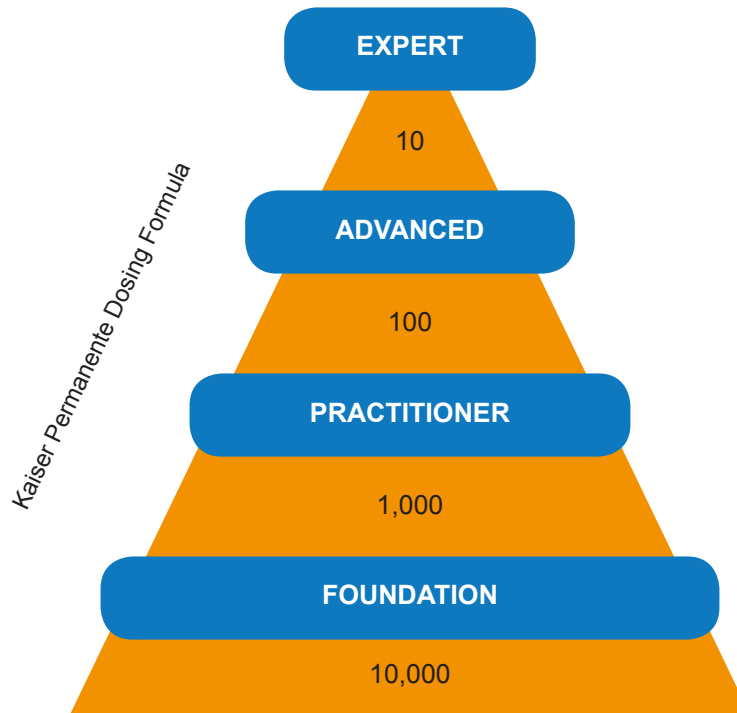 EXPERT
10
ADVANCED
100
Kaiser Permanente Dosing Formula
PRACTITIONER
1,000
FOUNDATION
10,000